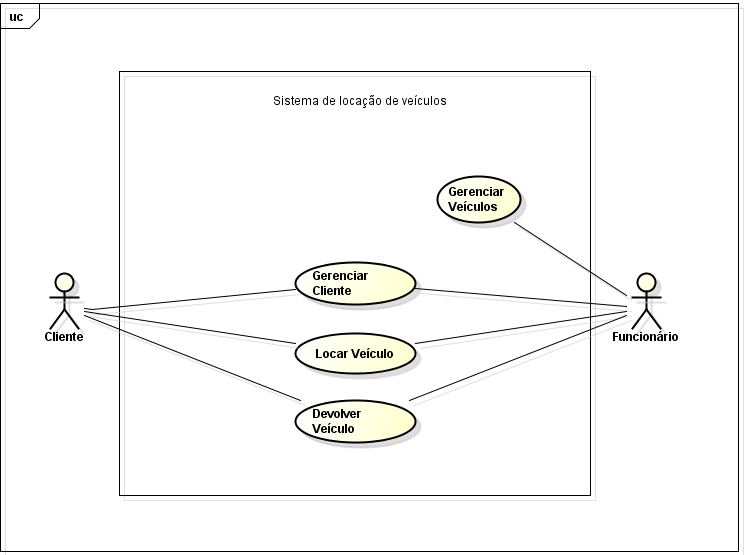 uc
Sistema de locação de veículos
Gerenciar
Veículos
Gerenciar
Cliente
Locar Veículo
Devolver
Veículo
Cliente
Funcionário